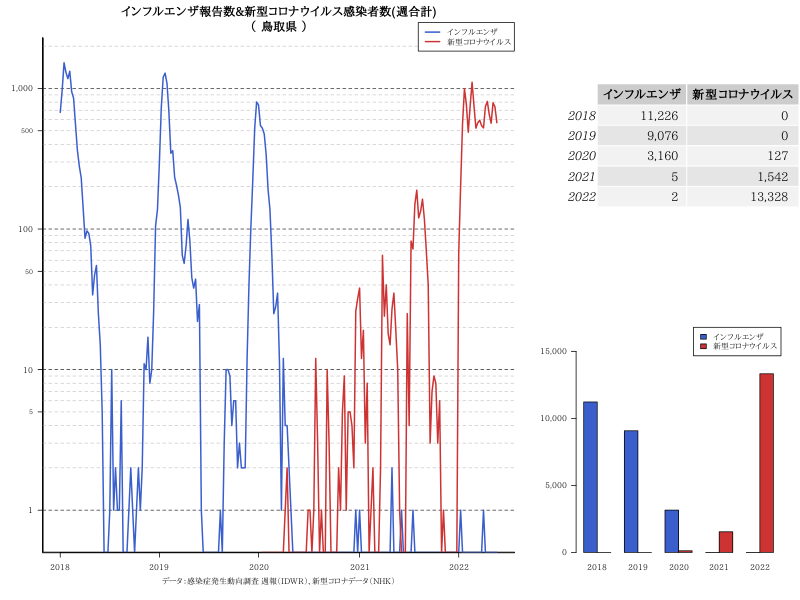 インフルエンザ報告数&新型コロナウイルス感染者数(週合計)
( 鳥取県 )
インフルエンザ
新型コロナウイルス
1,000
500
100
50
10
5
1
2018
2019
2020
2021
2022
データ：感染症発生動向調査 週報(IDWR)、新型コロナデータ(NHK)
インフルエンザ 新型コロナウイルス
2018 11,226 0
2019 9,076 0
2020 3,160 127
2021 5 1,542
2022 2 13,328
インフルエンザ
新型コロナウイルス
15,000
10,000
5,000
0
2018
2019
2020
2021
2022